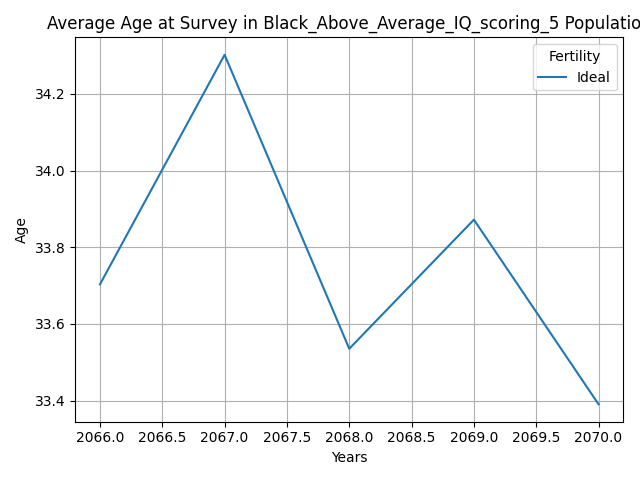 Average Age at Survey in Black_Above_Average_IQ_scoring_5 Populatio
Fertility
Ideal
Age
34.2
34.0
33.8
33.6
33.4
2066.0 2066.5 2067.0 2067.5 2068.0 2068.5 2069.0 2069.5 2070.0
Years